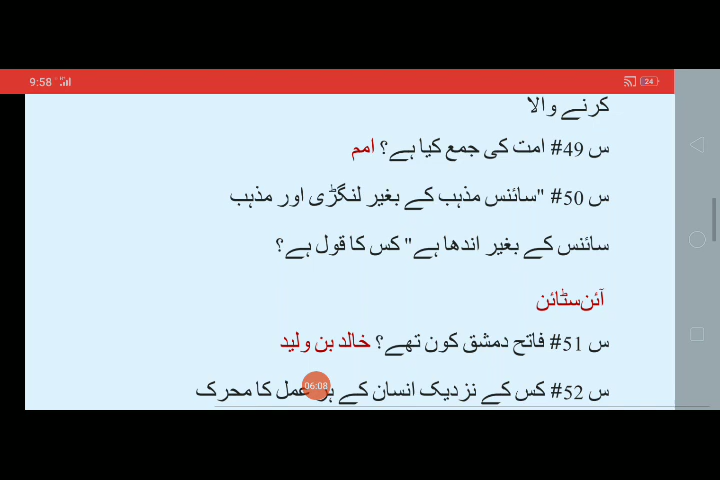 9:58
24
کرنے والا
س 49# امت کی جمع کیا ہے؟ امم
س 50# "سائنس مذہب کے بغیر لنگڑی اور مذہب
سائنس کے بغیر اندھا ہے" کس کا قول ہے؟
آئن سٹائن
س 51# فاتح دمشق کون تھے؟ خالد بن ولید
س 52# کس کے نزدیک انسان کے ہر عمل کا محرک
06:08